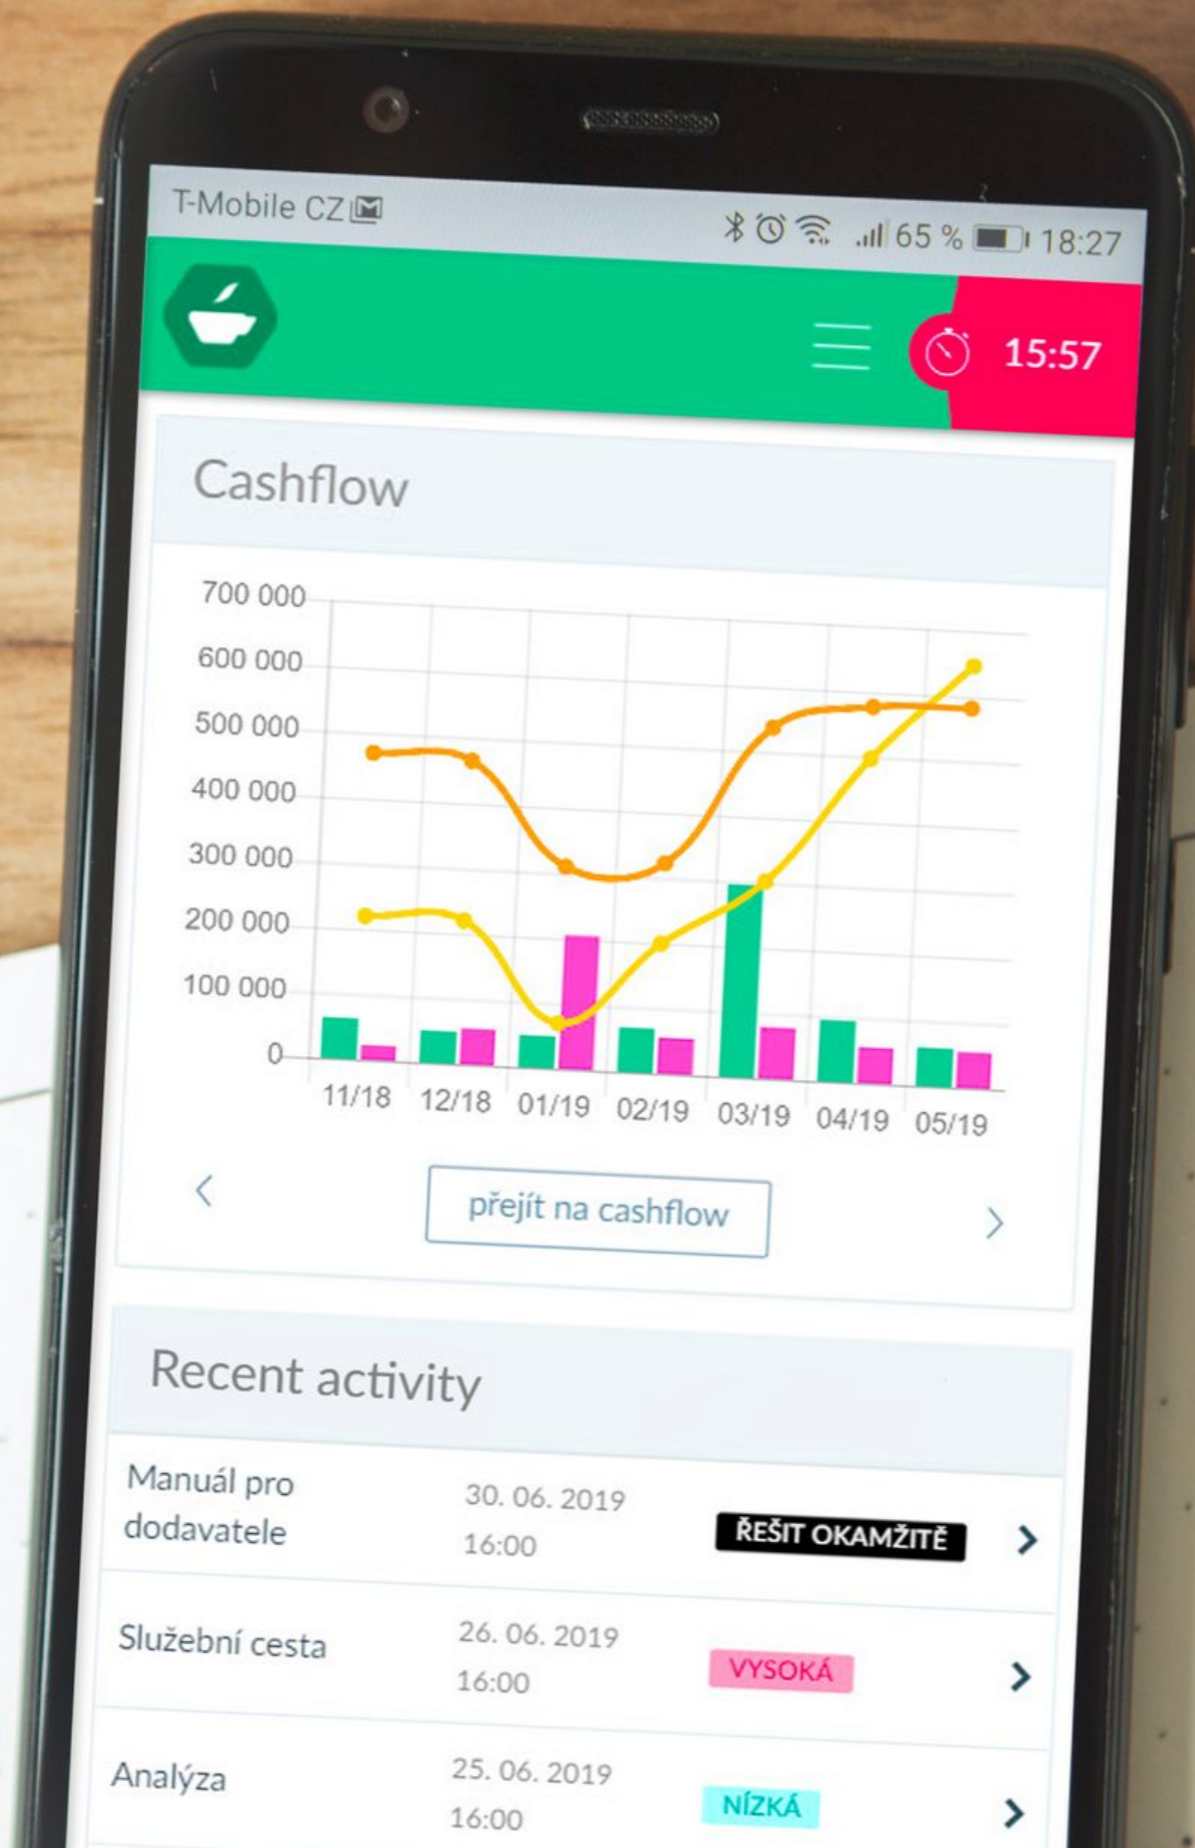 T-Mobile CZ 65 % 18:27
15:57
Cashflow
700 000
600 000
500 000
400 000
300 000
200 000
100 000
0
11/18 12/18 01/19 02/19 03/19 04/19 05/19
přejít na cashflow
Recent activity
Manuál pro
dodavatele
30. 06. 2019
16:00
ŘEŠIT OKAMŽITĚ
Služební cesta
26. 06. 2019
16:00
VYSOKÁ
Analýza
25. 06. 2019
16:00
NÍZKÁ